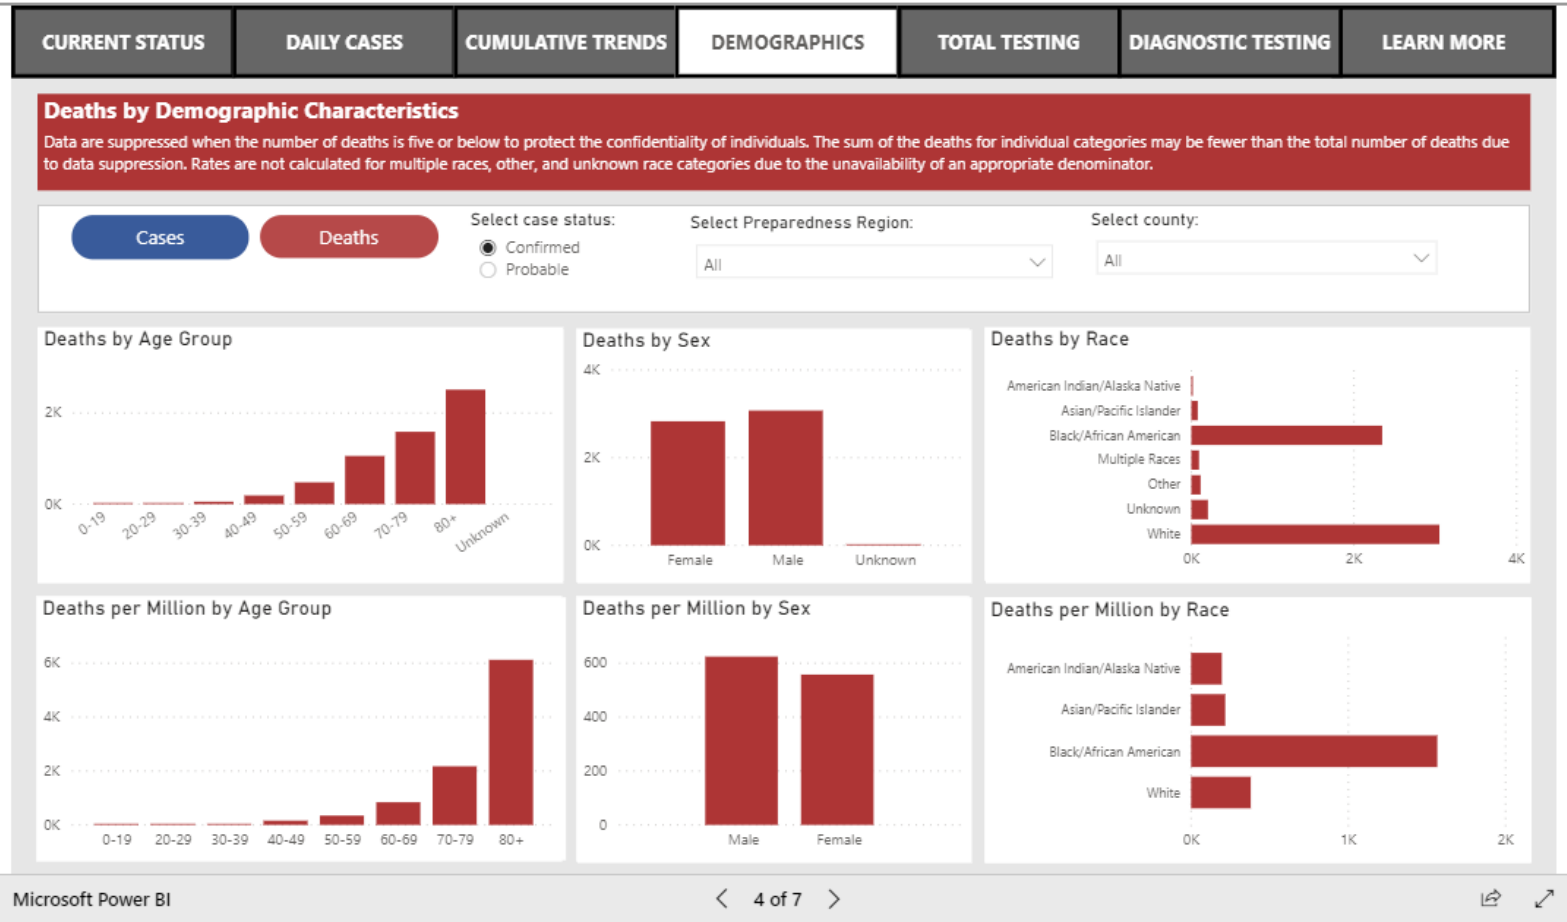 CURRENT STATUS
DAILY CASES
CUMULATIVE TRENDS
DEMOGRAPHICS
TOTAL TESTING
DIAGNOSTIC TESTING
LEARN MORE
Deaths by Demographic Characteristics
Data are suppressed when the number of deaths is five or below to protect the confidentiality of individuals. The sum of the deaths for individual categories may be fewer than the total number of deaths due
to data suppression. Rates are not calculated for multiple races, other, and unknown race categories due to the unavailability of an appropriate denominator.
Cases
Deaths
Select case status:
Confirmed
Probable
Select Preparedness Region:
All
Select county:
All
Deaths by Age Group
2K
0K
0-19
20-29
30-39
40-49
50-59
60-69
70-79
80+
Unknown
Deaths by Sex
4K
2K
0K
Female
Male
Unknown
Deaths by Race
American Indian/Alaska Native
Asian/Pacific Islander
Black/African American
Multiple Races
Other
Unknown
White
0K
2K
4K
Deaths per Million by Age Group
6K
4K
2K
0K
0-19
20-29
30-39
40-49
50-59
60-69
70-79
80+
Deaths per Million by Sex
600
400
200
0
Male
Female
Deaths per Million by Race
American Indian/Alaska Native
Asian/Pacific Islander
Black/African American
White
0K
1K
2K
Microsoft Power BI
4 of 7